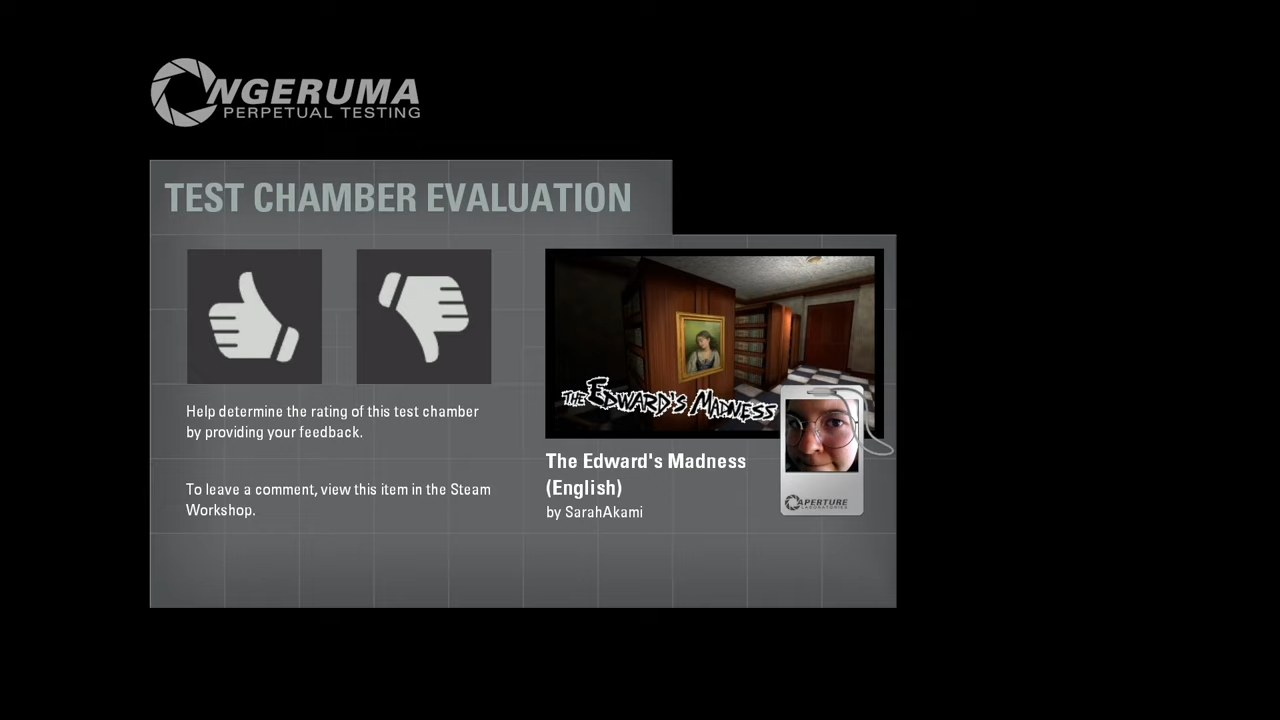 NGERUMA
PERPETUAL TESTING
TEST CHAMBER EVALUATION
THE EDWARD'S MADNESS
Help determine the rating of this test chamber
by providing your feedback.
To leave a comment, view this item in the Steam
Workshop.
The Edward's Madness
(English)
by SarahAkami
APERTURE
LABORATORIES